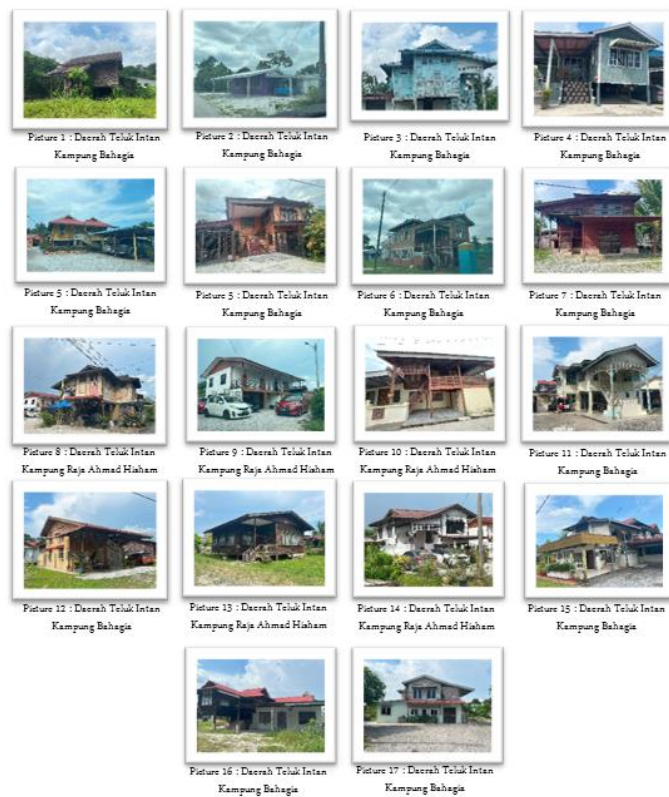 Picture 1 : Daerah Teluk Intan
Kampung Bahagia
Picture 2 : Daerah Teluk Intan
Kampung Bahagia
Picture 3 : Daerah Teluk Intan
Kampung Bahagia
Picture 4 : Daerah Teluk Intan
Kampung Bahagia
Picture 5 : Daerah Teluk Intan
Kampung Bahagia
Picture 5 : Daerah Teluk Intan
Kampung Bahagia
Picture 6 : Daerah Teluk Intan
Kampung Bahagia
Picture 7 : Daerah Teluk Intan
Kampung Bahagia
Picture 8 : Daerah Teluk Intan
Kampung Raja Ahmad Hisham
Picture 9 : Daerah Teluk Intan
Kampung Raja Ahmad Hisham
Picture 10 : Daerah Teluk Intan
Kampung Raja Ahmad Hisham
Picture 11 : Daerah Teluk Intan
Kampung Bahagia
Picture 12 : Daerah Teluk Intan
Kampung Bahagia
Picture 13 : Daerah Teluk Intan
Kampung Raja Ahmad Hisham
Picture 14 : Daerah Teluk Intan
Kampung Raja Ahmad Hisham
Picture 15 : Daerah Teluk Intan
Kampung Bahagia
Picture 16 : Daerah Teluk Intan
Kampung Bahagia
Picture 17 : Daerah Teluk Intan
Kampung Bahagia